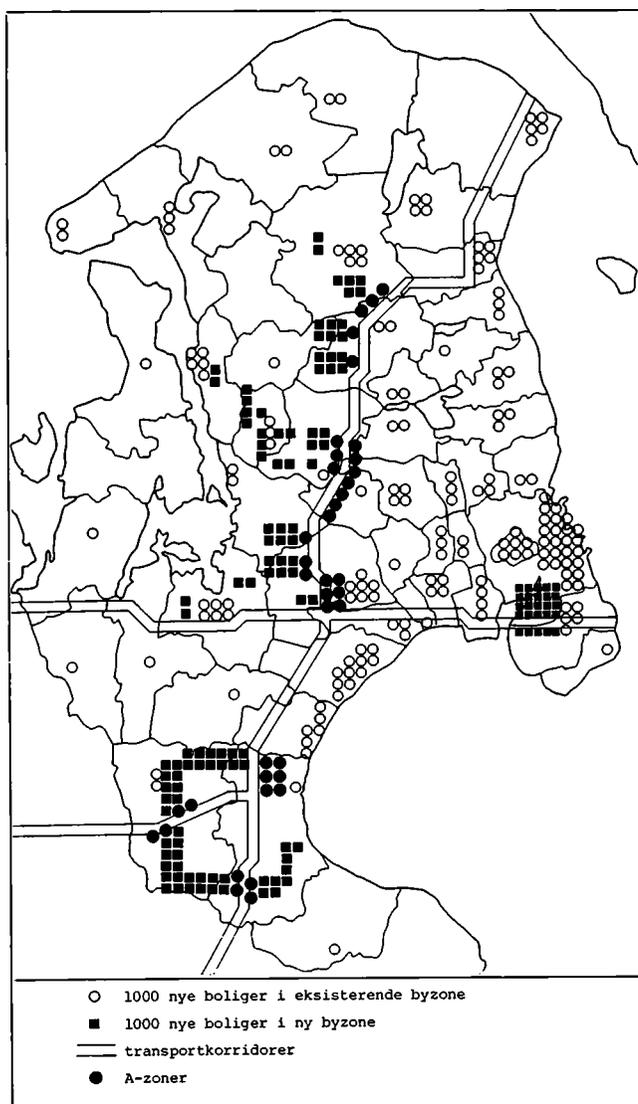 1000 nye boliger i eksisterende byzone
1000 nye boliger i ny byzone
transportkorridorer
A-zoner